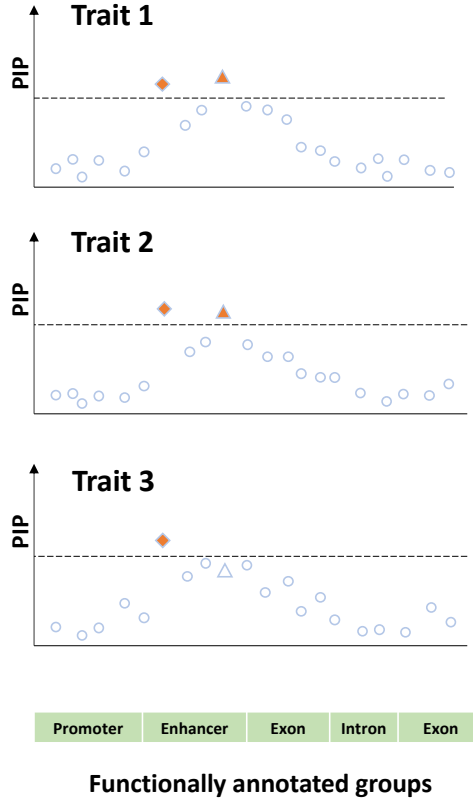 Trait 1
PIP
Trait 2
PIP
Trait 3
PIP
Promoter Enhancer Exon Intron Exon
Functionally annotated groups